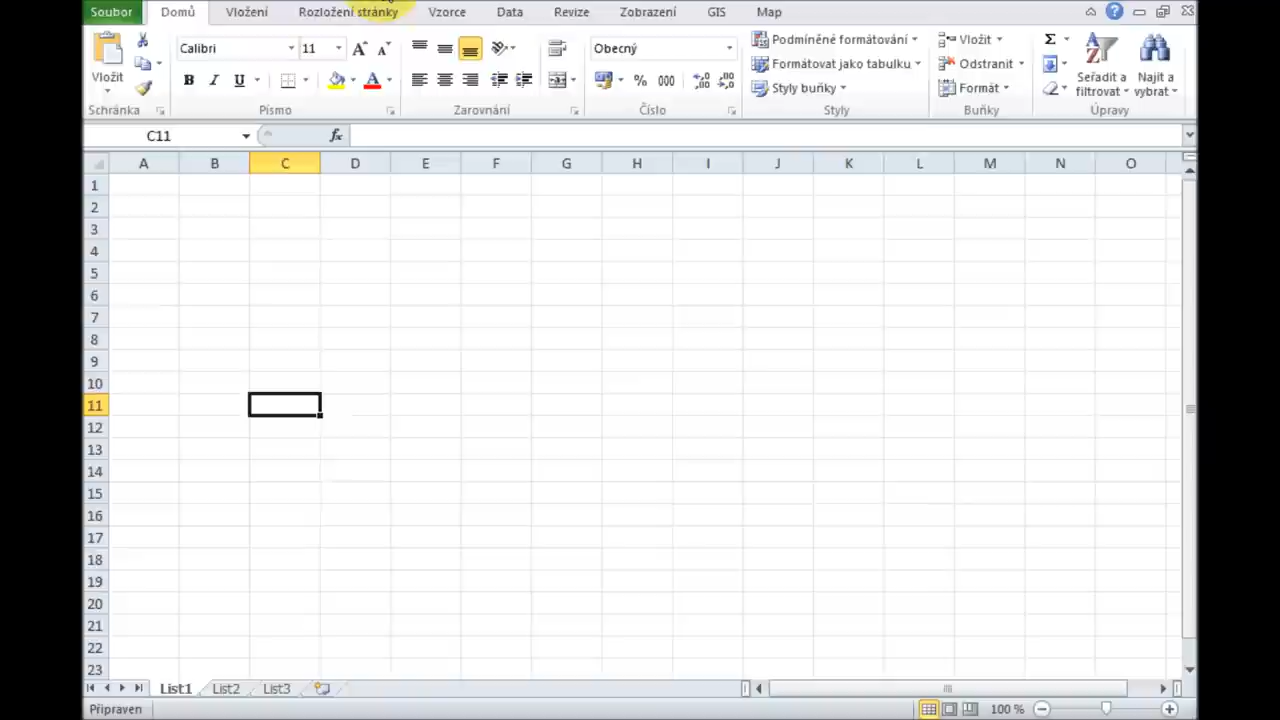 Soubor Domů Vložení Rozložení stránky Vzorce Data Revize Zobrazení GIS Map
Calibri 11 Obecný Podmíněné formátování Vložit Σ
Vložit B I U A % 000 Formátovat jako tabulku Odstranit Seřadit a filtrovat Najít a vybrat
Styly buňky Formát
Schránka Písmo Zarovnání Číslo Styly Buňky Úpravy
C11 fx
A B C D E F G H I J K L M N O
1
2
3
4
5
6
7
8
9
10
11
12
13
14
15
16
17
18
19
20
21
22
23
List1 List2 List3
Připraven 100 %